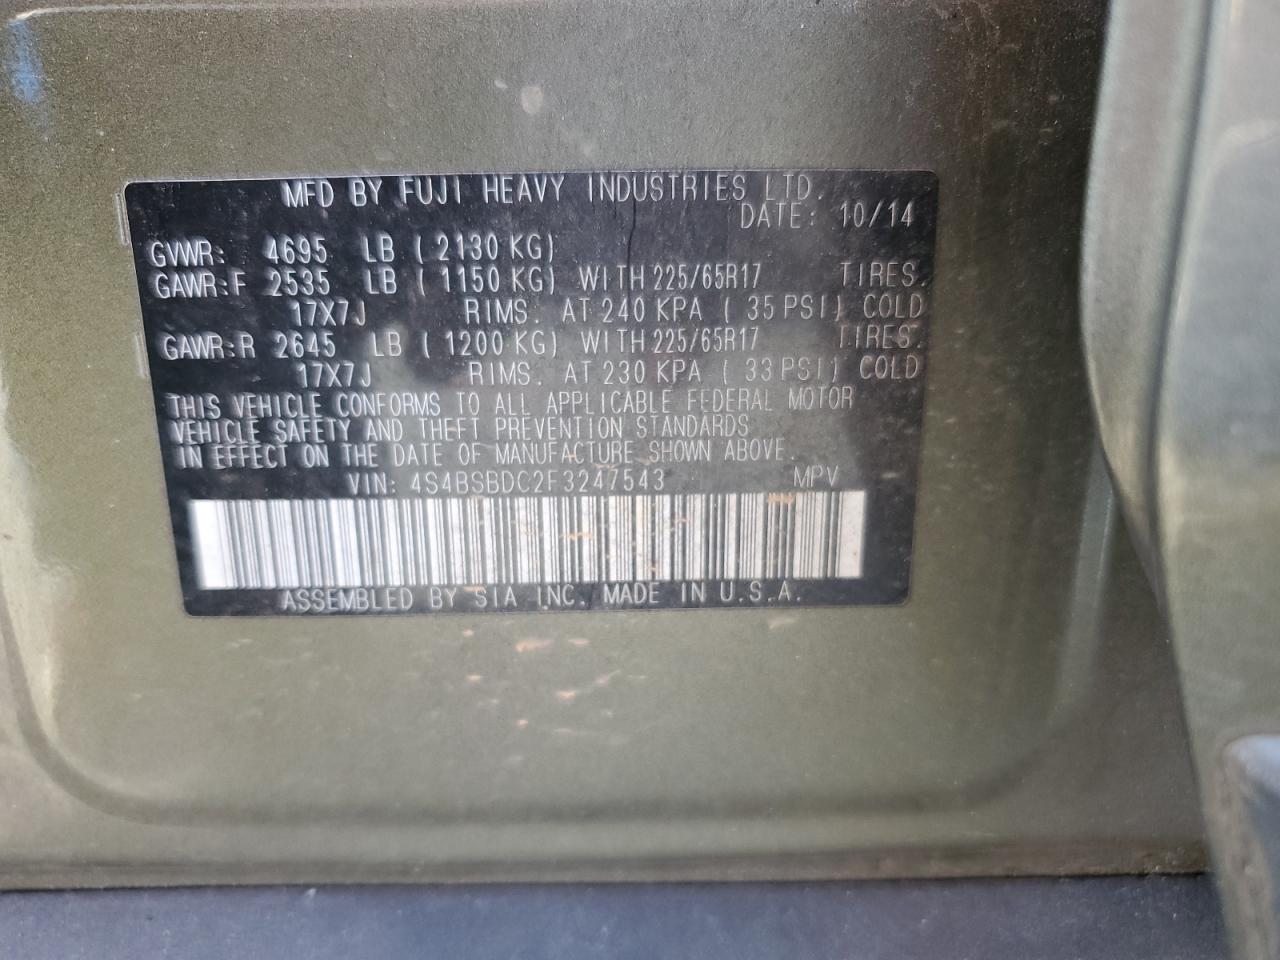 MFD BY FUJI HEAVY INDUSTRIES LTD.
DATE: 10/14
GVWR: 4695 LB ( 2130 KG)
GAWR:F 2535 LB ( 1150 KG) WITH 225/65R17 TIRES.
17X7J RIMS. AT 240 KPA ( 35 PSI) COLD
GAWR:R 2645 LB ( 1200 KG) WITH 225/65R17 TIRES.
17X7J RIMS. AT 230 KPA ( 33 PSI) COLD
THIS VEHICLE CONFORMS TO ALL APPLICABLE FEDERAL MOTOR
VEHICLE SAFETY AND THEFT PREVENTION STANDARDS
IN EFFECT ON THE DATE OF MANUFACTURE SHOWN ABOVE.
VIN: 4S4BSBDC2F3247543 MPV
ASSEMBLED BY SIA INC. MADE IN U.S.A.